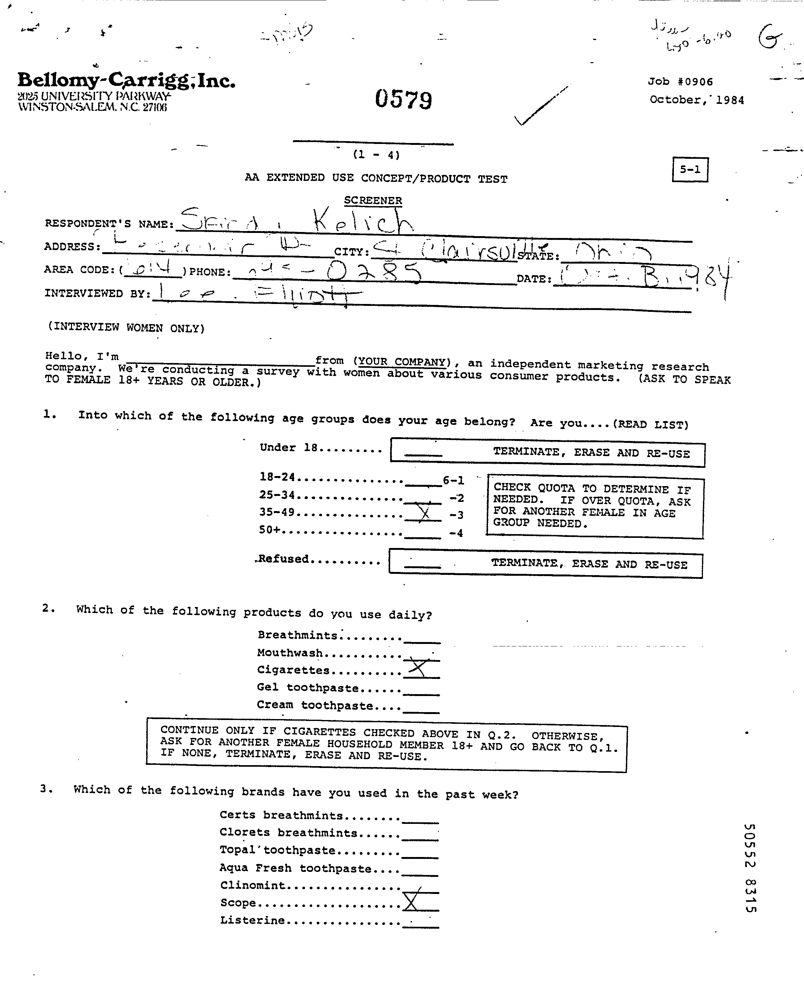 G
Bellomy-Carrigg, Inc.
2025 UNIVERSITY PARKWAY
WINSTON-SALEM, N.C. 27106
0579
Job #0906
October, 1984
(1 - 4)
5-1
AA EXTENDED USE CONCEPT/PRODUCT TEST
SCREENER
RESPONDENT'S NAME: Kelich
ADDRESS: CITY: St Clairsville STATE: Ohio
AREA CODE: (614) PHONE: -0285 DATE: 1984
INTERVIEWED BY: Lee Elliott
(INTERVIEW WOMEN ONLY)
Hello, I'm ____ from (YOUR COMPANY), an independent marketing research
company. We're conducting a survey with women about various consumer products. (ASK TO SPEAK
TO FEMALE 18+ YEARS OR OLDER.)
1. Into which of the following age groups does your age belong? Are you....(READ LIST)
Under 18......... ____ TERMINATE, ERASE AND RE-USE
18-24..............____6-1
25-34..............____ -2
35-49..............X -3
50+................____ -4
CHECK QUOTA TO DETERMINE IF
NEEDED. IF OVER QUOTA, ASK
FOR ANOTHER FEMALE IN AGE
GROUP NEEDED.
Refused.......... ____ TERMINATE, ERASE AND RE-USE
2. Which of the following products do you use daily?
Breathmints.........____
Mouthwash...........____
Cigarettes..........X
Gel toothpaste......____
Cream toothpaste....____
CONTINUE ONLY IF CIGARETTES CHECKED ABOVE IN Q.2. OTHERWISE,
ASK FOR ANOTHER FEMALE HOUSEHOLD MEMBER 18+ AND GO BACK TO Q.1.
IF NONE, TERMINATE, ERASE AND RE-USE.
3. Which of the following brands have you used in the past week?
Certs breathmints........____
Clorets breathmints......____
Topal toothpaste.........____
Aqua Fresh toothpaste....____
Clinomint................____
Scope....................X
Listerine................____
50552 8315